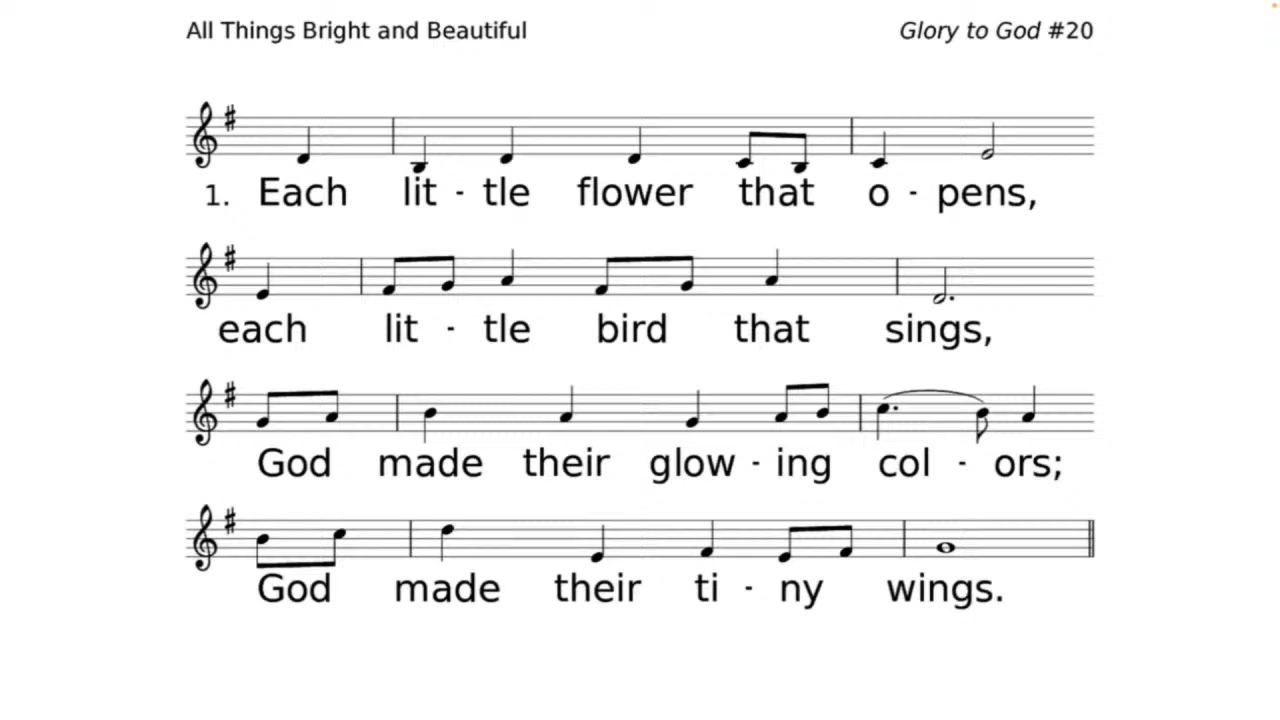 All Things Bright and Beautiful
Glory to God #20
1. Each lit - tle flower that o - pens,
each lit - tle bird that sings,
God made their glow - ing col - ors;
God made their ti - ny wings.